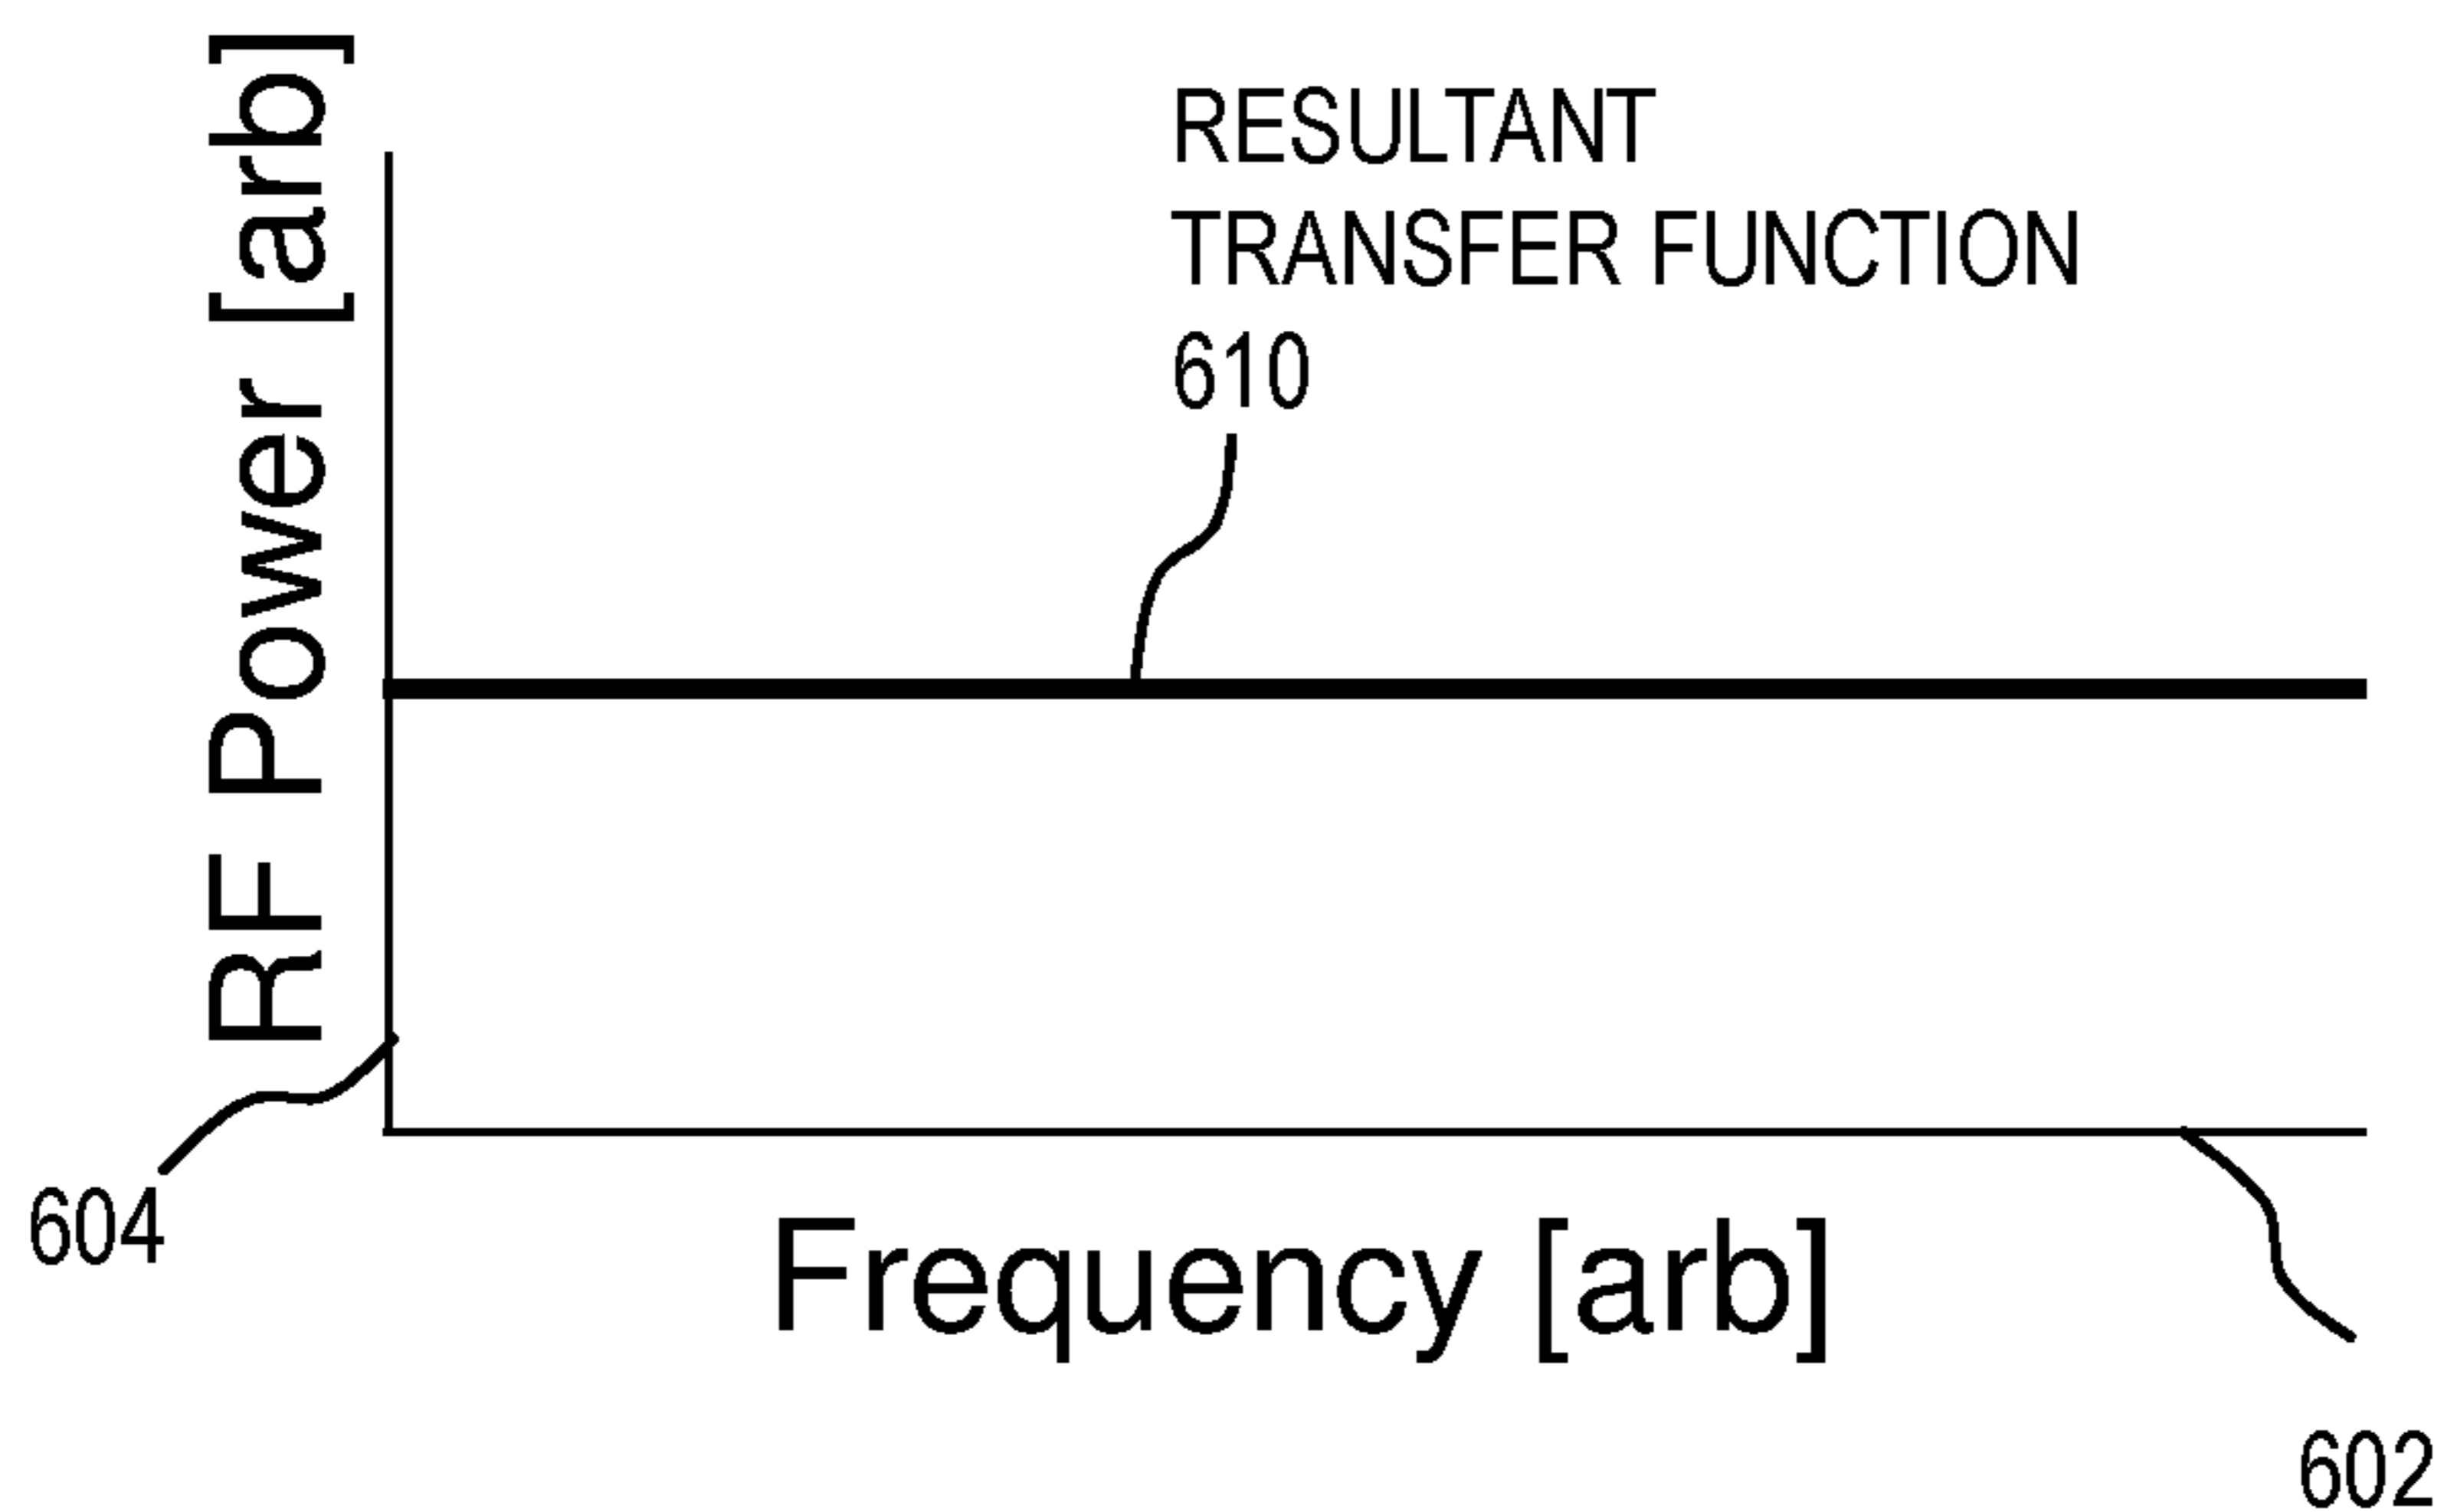 RF Power [arb]
RESULTANT
TRANSFER FUNCTION
610
604
Frequency [arb]
602